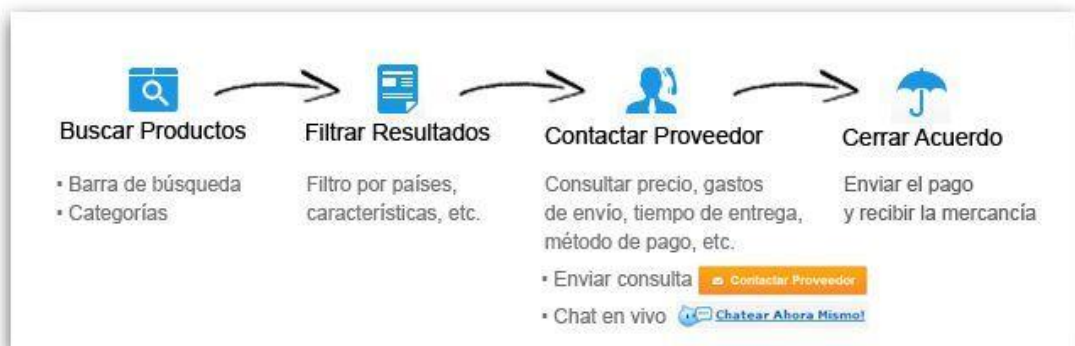 Buscar Productos
• Barra de búsqueda
• Categorías
Filtrar Resultados
Filtro por países,
características, etc.
Contactar Proveedor
Consultar precio, gastos
de envío, tiempo de entrega,
método de pago, etc.
• Enviar consulta Contactar Proveedor
• Chat en vivo Chatear Ahora Mismo!
Cerrar Acuerdo
Enviar el pago
y recibir la mercancía